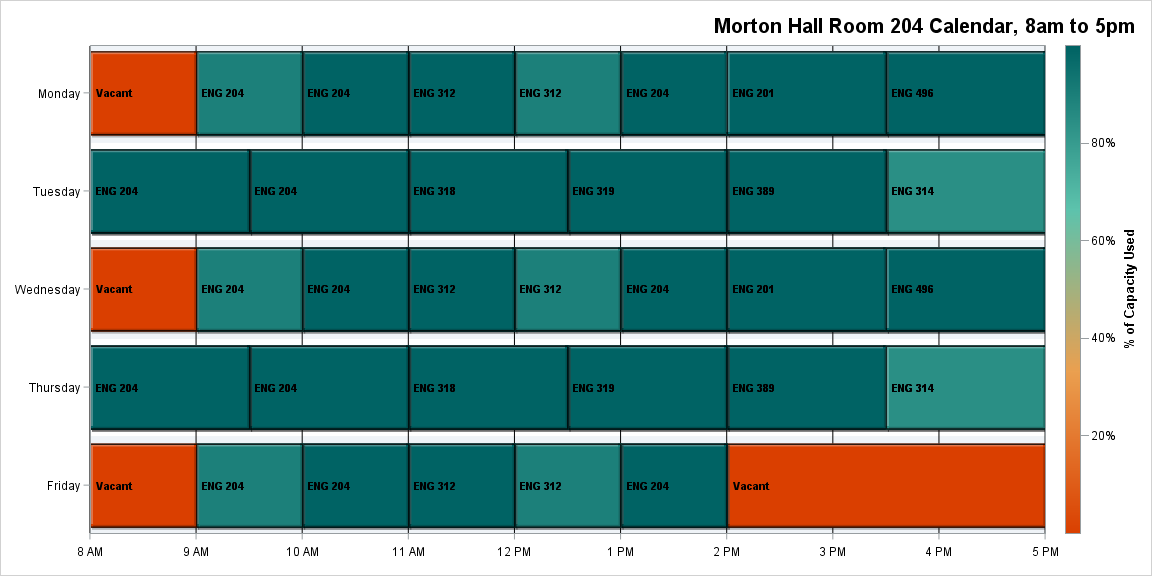 Morton Hall Room 204 Calendar, 8am to 5pm
Monday
Vacant
ENG 204
ENG 204
ENG 312
ENG 312
ENG 204
ENG 201
ENG 496
Tuesday
ENG 204
ENG 204
ENG 318
ENG 319
ENG 389
ENG 314
Wednesday
Vacant
ENG 204
ENG 204
ENG 312
ENG 312
ENG 204
ENG 201
ENG 496
Thursday
ENG 204
ENG 204
ENG 318
ENG 319
ENG 389
ENG 314
Friday
Vacant
ENG 204
ENG 204
ENG 312
ENG 312
ENG 204
Vacant
8 AM
9 AM
10 AM
11 AM
12 PM
1 PM
2 PM
3 PM
4 PM
5 PM
80%
60%
40%
20%
% of Capacity Used